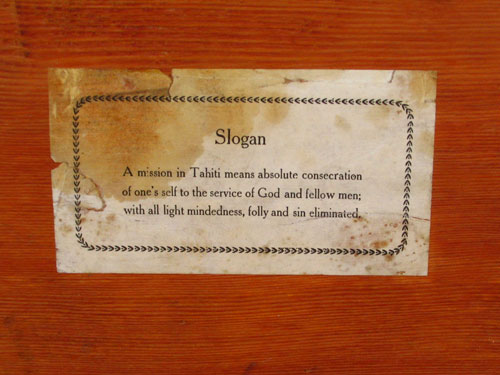 Slogan
A mission in Tahiti means absolute consecration
of one's self to the service of God and fellow men;
with all light mindedness, folly and sin eliminated.